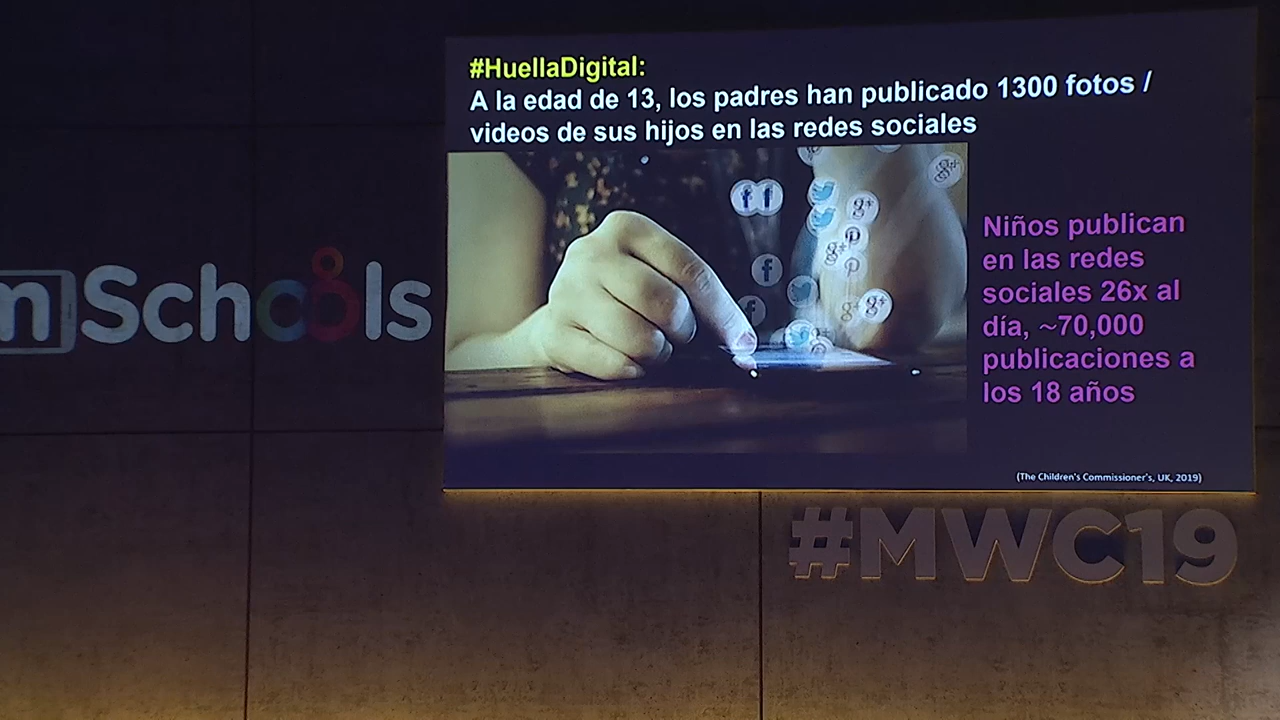 #HuellaDigital:
A la edad de 13, los padres han publicado 1300 fotos /
videos de sus hijos en las redes sociales
Niños publican
en las redes
sociales 26x al
día, ~70,000
publicaciones a
los 18 años
(The Children's Commissioner's, UK, 2019)
mSchools
#MWC19